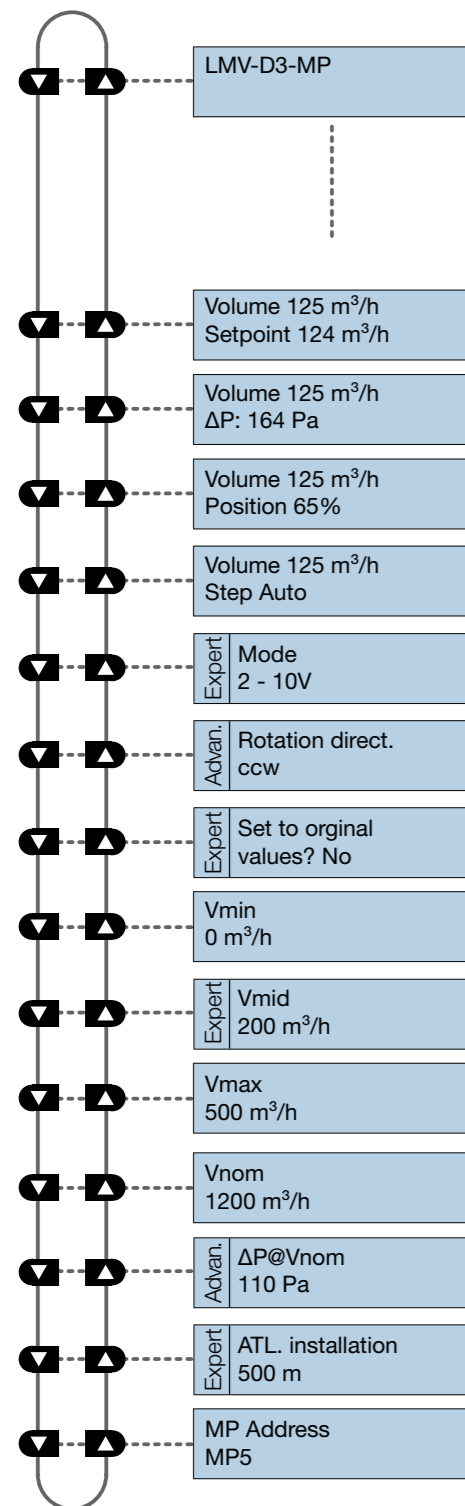 LMV-D3-MP
Volume 125 m³/h
Setpoint 124 m³/h
Volume 125 m³/h
ΔP: 164 Pa
Volume 125 m³/h
Position 65%
Volume 125 m³/h
Step Auto
Expert
Mode
2 - 10V
Advan.
Rotation direct.
ccw
Expert
Set to orginal
values? No
Vmin
0 m³/h
Expert
Vmid
200 m³/h
Vmax
500 m³/h
Vnom
1200 m³/h
Advan.
ΔP@Vnom
110 Pa
Expert
ATL. installation
500 m
MP Address
MP5